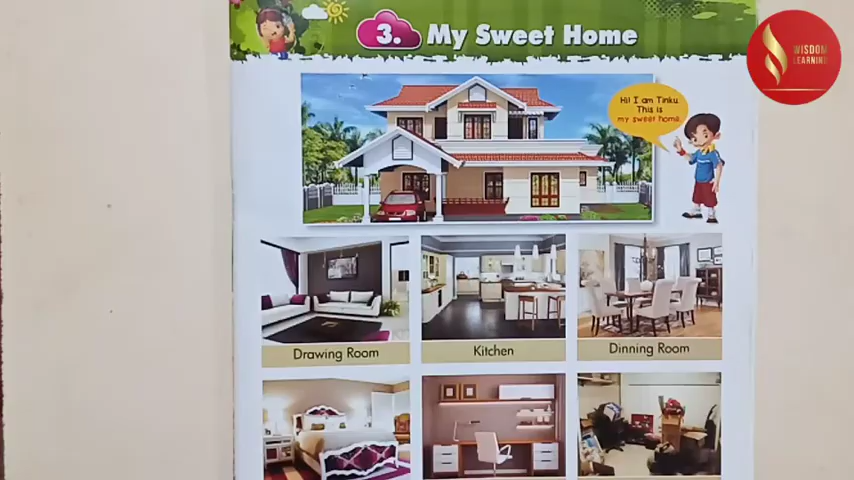 3. My Sweet Home
WISDOM
LEARNING
Hi! I am Tinku.
This is
my sweet home.
Drawing Room
Kitchen
Dinning Room